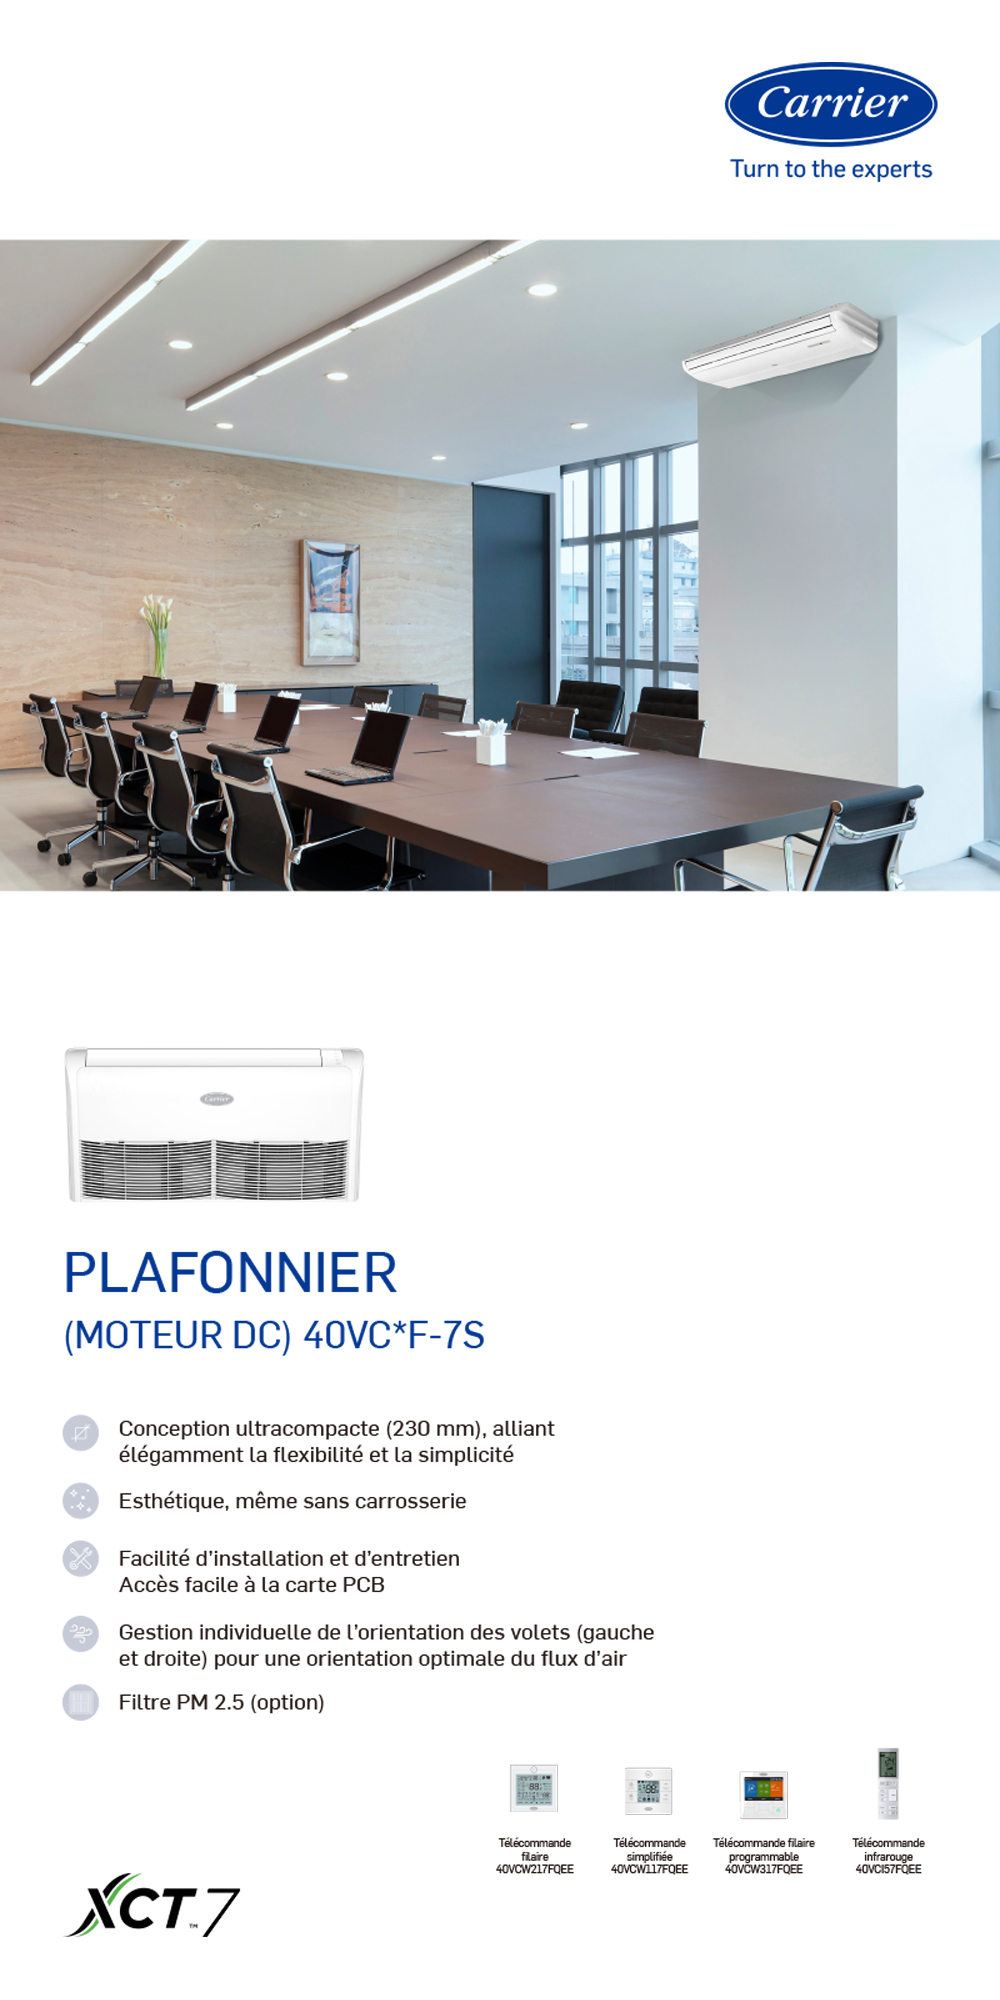 Carrier
Turn to the experts
Carrier
PLAFONNIER
(MOTEUR DC) 40VC*F-7S
Conception ultracompacte (230 mm), alliant
élégamment la flexibilité et la simplicité
Esthétique, même sans carrosserie
Facilité d’installation et d’entretien
Accès facile à la carte PCB
Gestion individuelle de l’orientation des volets (gauche
et droite) pour une orientation optimale du flux d’air
Filtre PM 2.5 (option)
Télécommande
filaire
40VCW217FQEE
Télécommande
simplifiée
40VCW117FQEE
Télécommande filaire
programmable
40VCW317FQEE
Télécommande
infrarouge
40VCI57FQEE
XCT™7